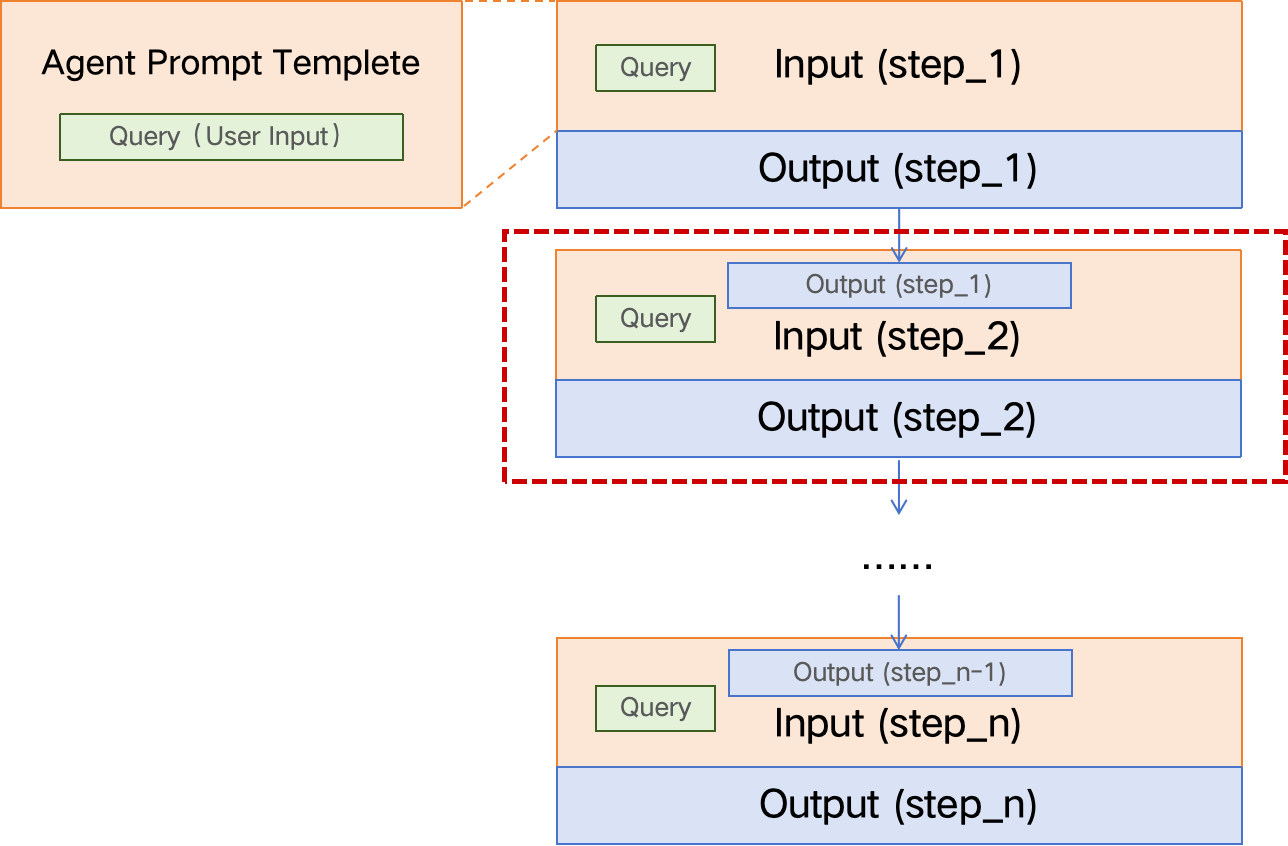 Agent Prompt Templete
Query（User Input）
Query
Input (step_1)
Output (step_1)
Output (step_1)
Query
Input (step_2)
Output (step_2)
......
Output (step_n-1)
Query
Input (step_n)
Output (step_n)